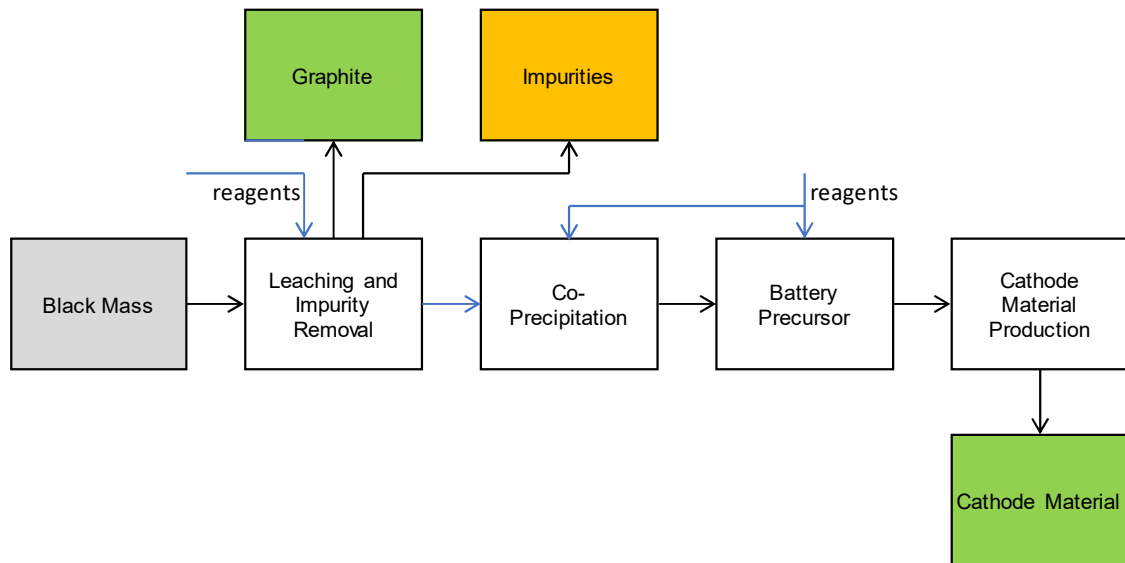 Graphite
Impurities
reagents
reagents
Black Mass
Leaching and
Impurity
Removal
Co-
Precipitation
Battery
Precursor
Cathode
Material
Production
Cathode Material